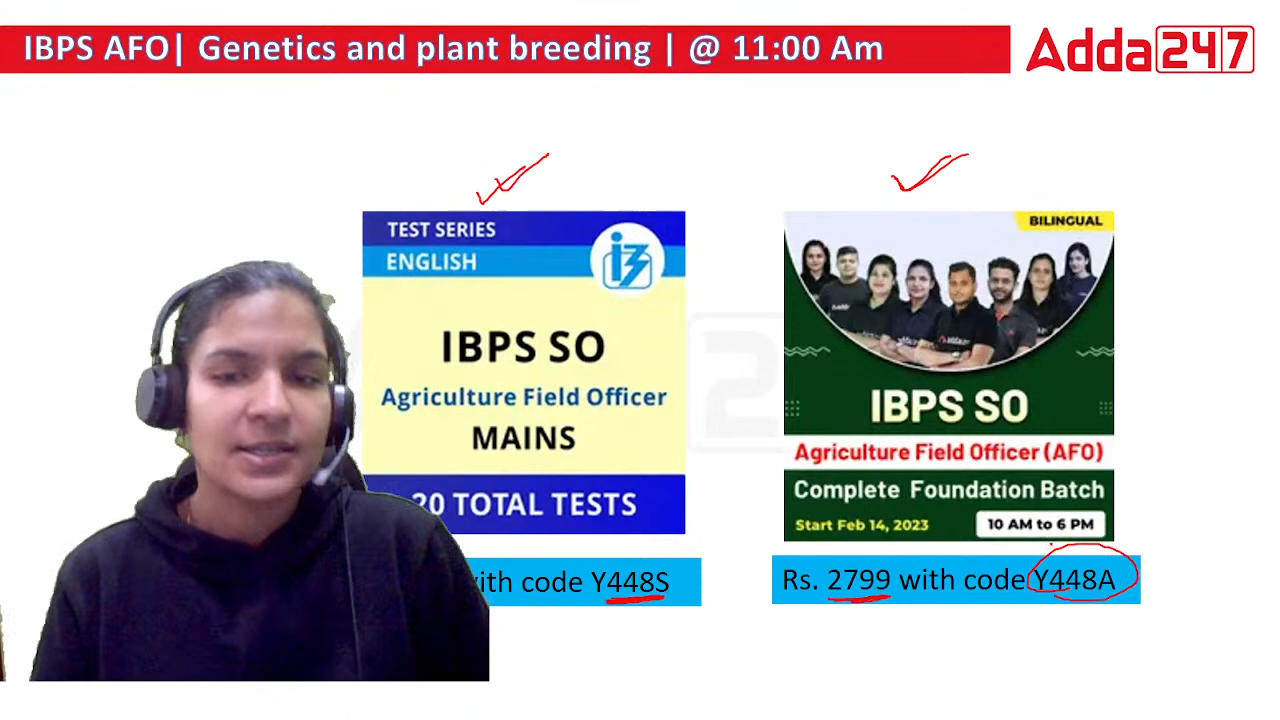 IBPS AFO| Genetics and plant breeding | @ 11:00 Am
Adda247
TEST SERIES
ENGLISH
IBPS SO
Agriculture Field Officer
MAINS
20 TOTAL TESTS
with code Y448S
BILINGUAL
IBPS SO
Agriculture Field Officer (AFO)
Complete Foundation Batch
Start Feb 14, 2023
10 AM to 6 PM
Rs. 2799 with code Y448A